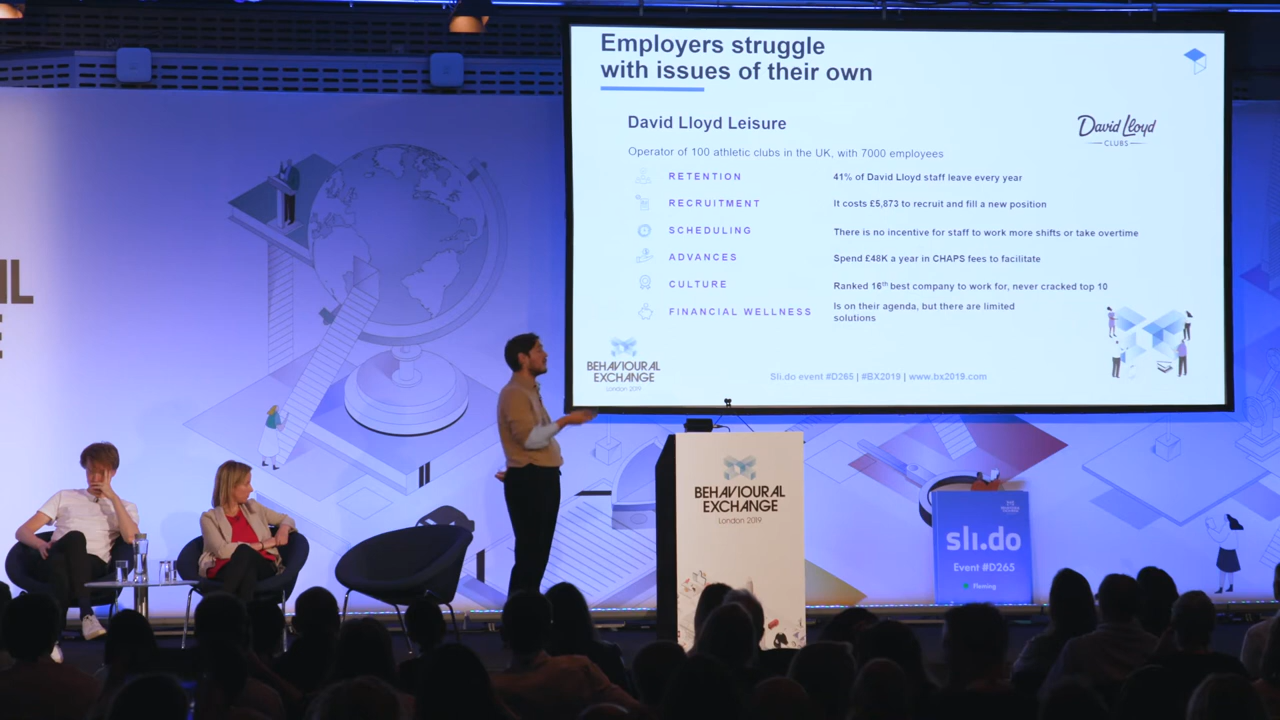 Employers struggle
with issues of their own
David Lloyd Leisure
David Lloyd
CLUBS
Operator of 100 athletic clubs in the UK, with 7000 employees
RETENTION 41% of David Lloyd staff leave every year
RECRUITMENT It costs £5,873 to recruit and fill a new position
SCHEDULING There is no incentive for staff to work more shifts or take overtime
ADVANCES Spend £48K a year in CHAPS fees to facilitate
CULTURE Ranked 16th best company to work for, never cracked top 10
FINANCIAL WELLNESS Is on their agenda, but there are limited
solutions
BEHAVIOURAL
EXCHANGE
London 2019
Sli.do event #D265 | #BX2019 | www.bx2019.com
BEHAVIOURAL
EXCHANGE
London 2019
sli.do
Event #D265
Fleming